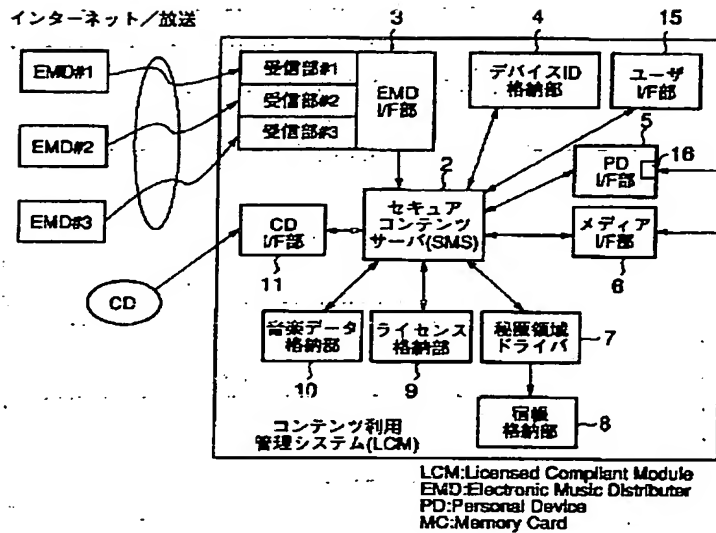 インターネット／放送
3
4
15
EMD#1
受信部#1
受信部#2
受信部#3
EMD
I/F部
デバイスID
格納部
ユーザ
I/F部
EMD#2
5
2
PD
I/F部
16
EMD#3
セキュア
コンテンツ
サーバ(SMS)
CD
I/F部
11
メディア
I/F部
6
CD
音楽データ
格納部
10
ライセンス
格納部
9
秘匿領域
ドライバ
7
宿帳
格納部
8
コンテンツ利用
管理システム(LCM)
LCM:Licensed Compliant Module
EMD:Electronic Music Distributer
PD:Personal Device
MC:Memory Card